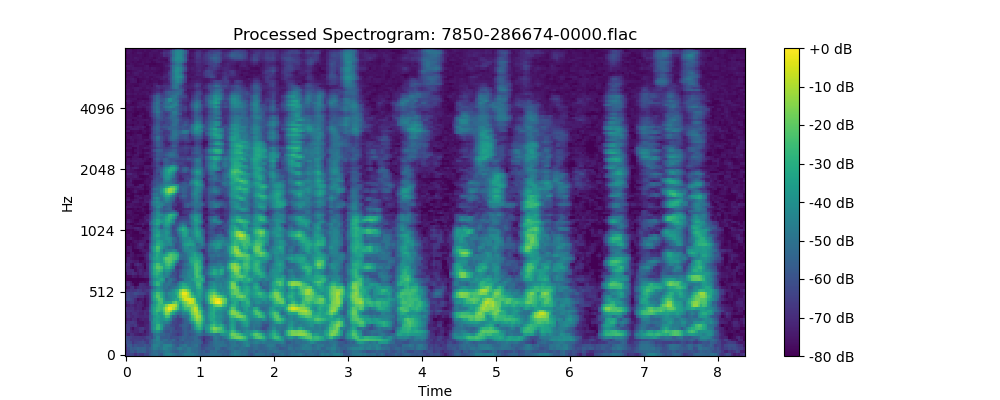 Processed Spectrogram: 7850-286674-0000.flac
Hz
4096
2048
1024
512
0
0 1 2 3 4 5 6 7 8
Time
+0 dB
-10 dB
-20 dB
-30 dB
-40 dB
-50 dB
-60 dB
-70 dB
-80 dB